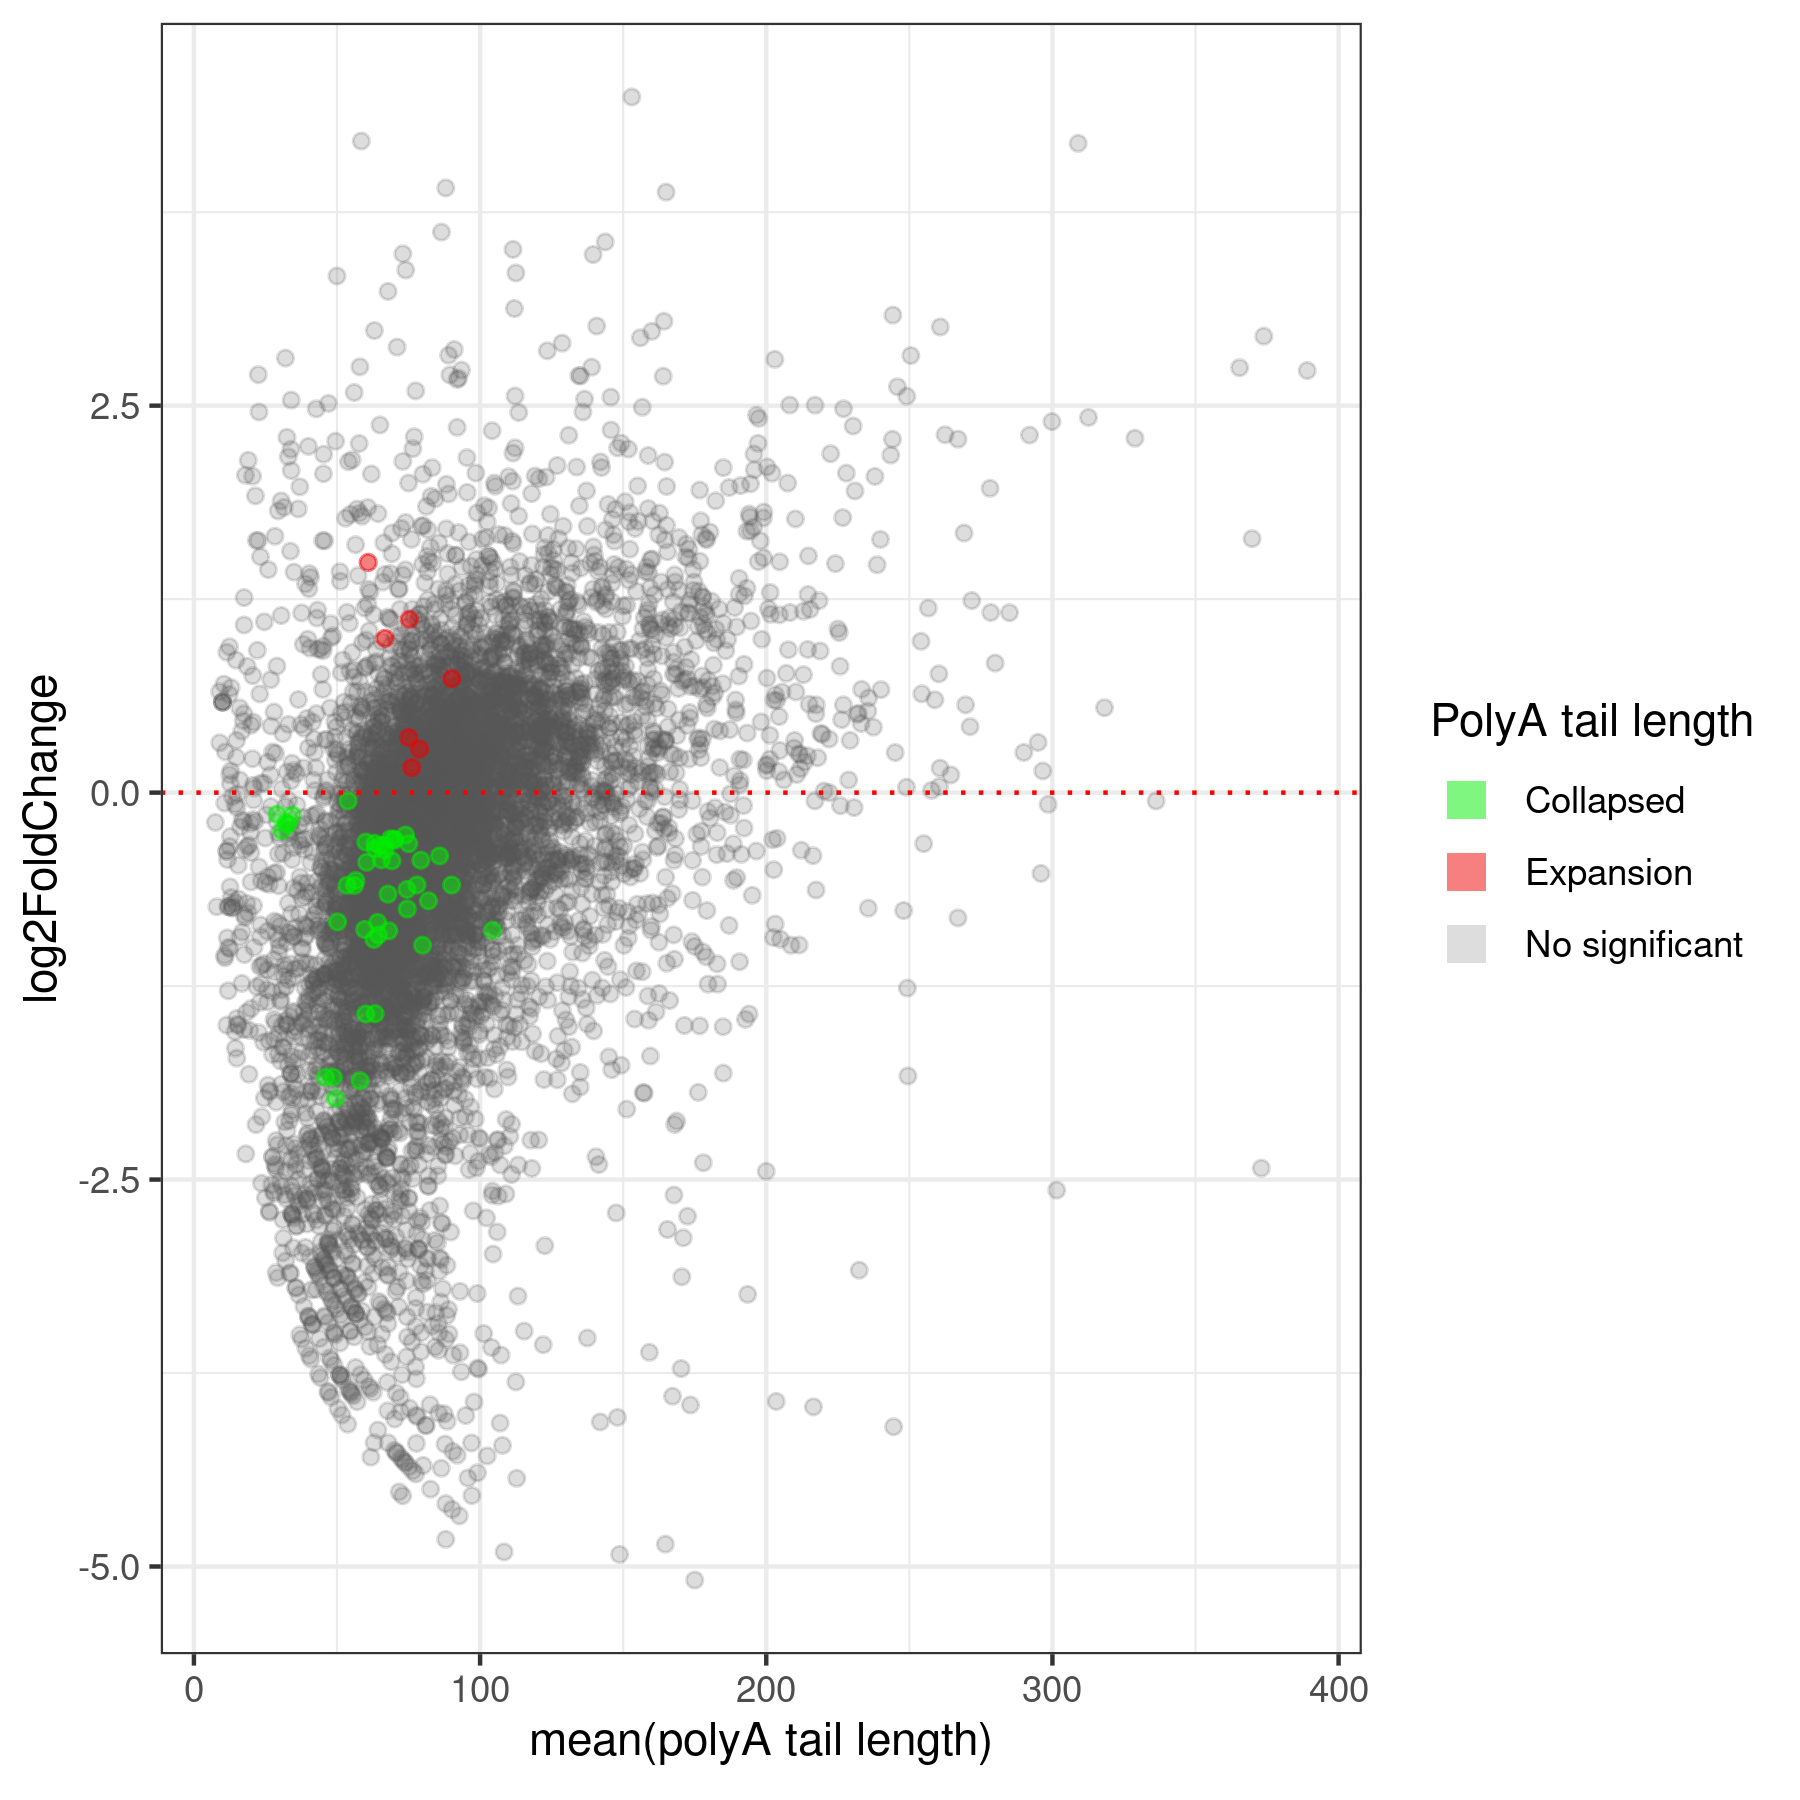 log2FoldChange
2.5
0.0
-2.5
-5.0
0
100
200
300
400
mean(polyA tail length)
PolyA tail length
Collapsed
Expansion
No significant